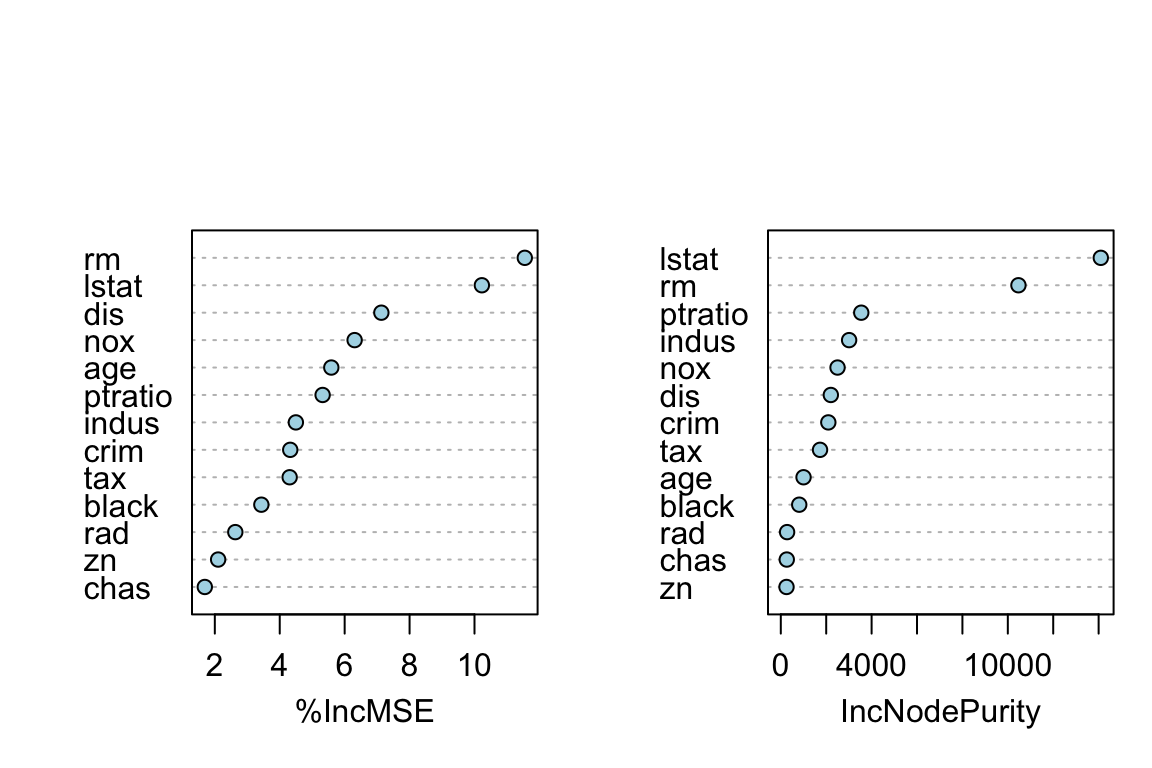 rm
lstat
dis
nox
age
ptratio
indus
crim
tax
black
rad
zn
chas
2 4 6 8 10
%IncMSE
lstat
rm
ptratio
indus
nox
dis
crim
tax
age
black
rad
chas
zn
0 4000 10000
IncNodePurity